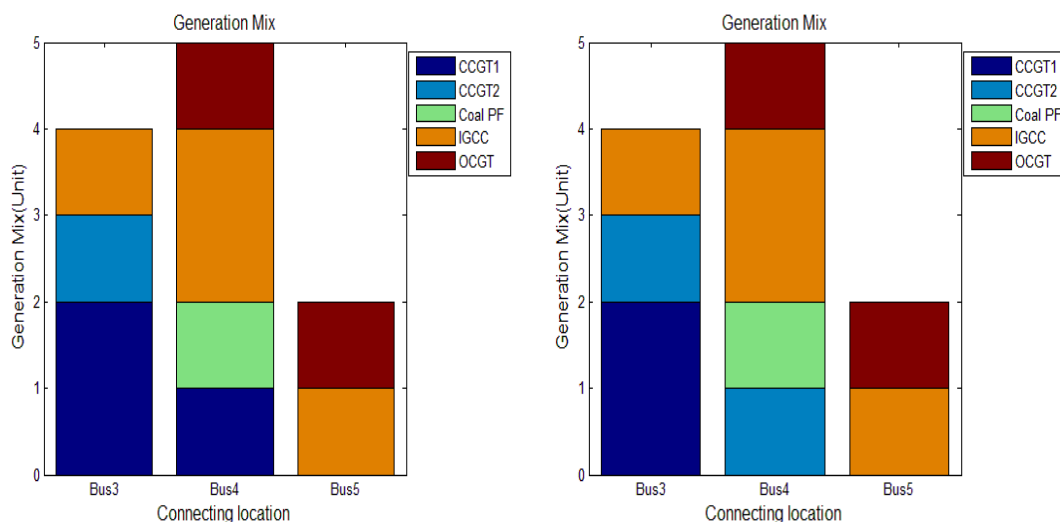 Generation Mix
Generation Mix(Unit)
5
4
3
2
1
0
Bus3
Bus4
Bus5
Connecting location
CCGT1
CCGT2
Coal PF
IGCC
OCGT
Generation Mix
Generation Mix(Unit)
5
4
3
2
1
0
Bus3
Bus4
Bus5
Connecting location
CCGT1
CCGT2
Coal PF
IGCC
OCGT